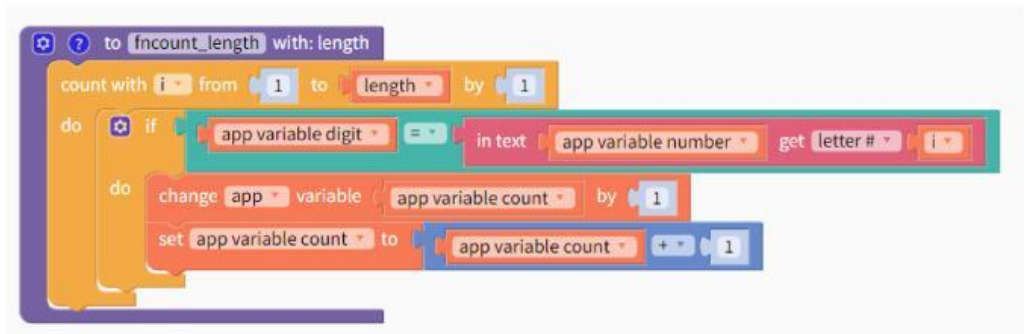 ? to fncount_length with: length
count with i from 1 to length by 1
do if app variable digit = in text app variable number get letter # i
do change app variable app variable count by 1
set app variable count to app variable count + 1